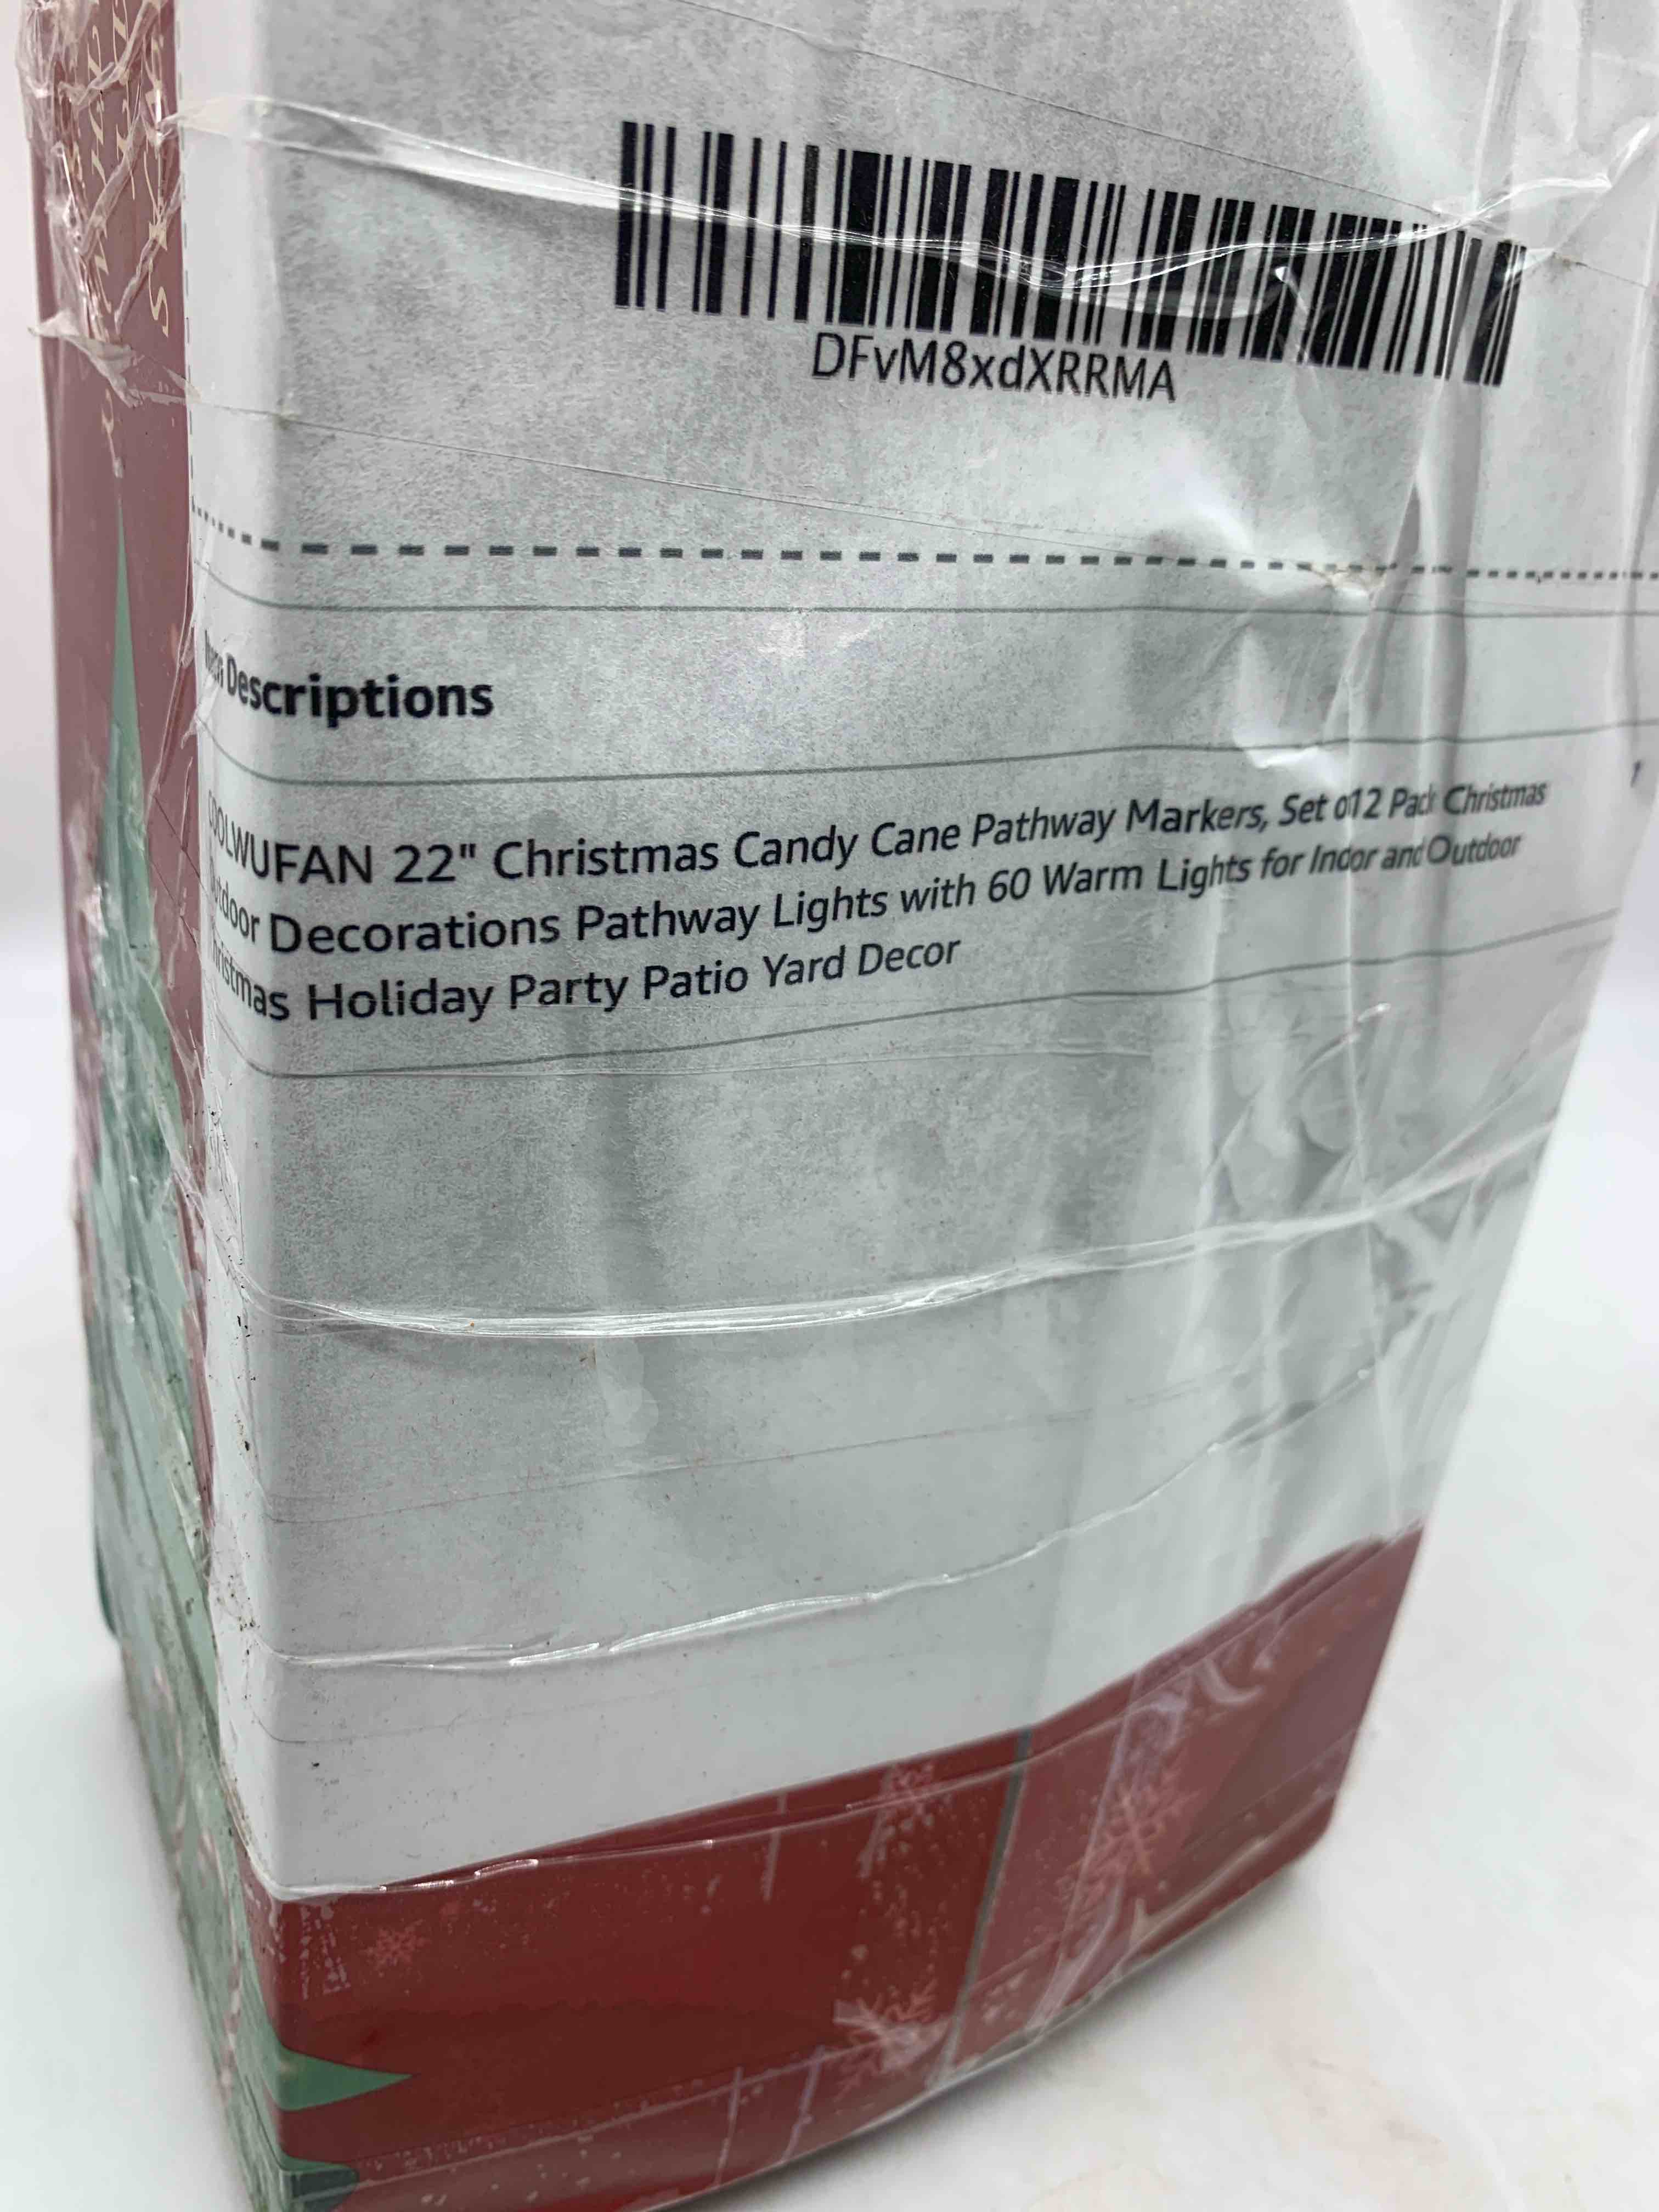 DFvM8xdXRRMA
Item Descriptions
COOLWUFAN 22" Christmas Candy Cane Pathway Markers, Set of 12 Pack Christmas
Outdoor Decorations Pathway Lights with 60 Warm Lights for Indoor and Outdoor
Christmas Holiday Party Patio Yard Decor